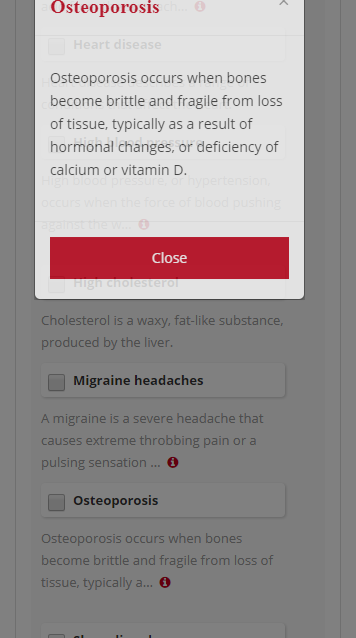 Osteoporosis
×
Heart disease
Osteoporosis occurs when bones
become brittle and fragile from loss
of tissue, typically as a result of
hormonal changes, or deficiency of
calcium or vitamin D.
High blood pressure, or hypertension,
occurs when the force of blood pushing
against the w...
Close
High cholesterol
Cholesterol is a waxy, fat-like substance,
produced by the liver.
Migraine headaches
A migraine is a severe headache that
causes extreme throbbing pain or a
pulsing sensation ...
Osteoporosis
Osteoporosis occurs when bones
become brittle and fragile from loss of
tissue, typically a...